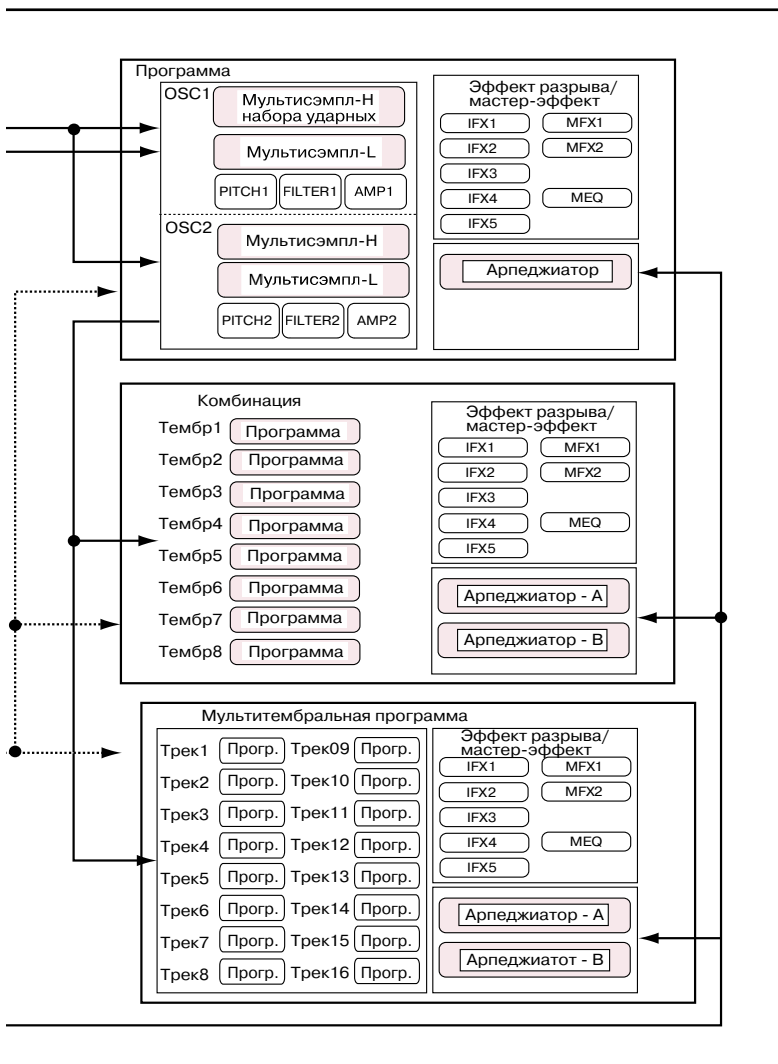 Программа
OSC1
Мультисэмпл-H
набора ударных
Мультисэмпл-L
PITCH1 FILTER1 AMP1
OSC2
Мультисэмпл-H
Мультисэмпл-L
PITCH2 FILTER2 AMP2
Эффект разрыва/
мастер-эффект
IFX1 MFX1
IFX2 MFX2
IFX3
IFX4 MEQ
IFX5
Арпеджиатор
Комбинация
Тембр1 Программа
Тембр2 Программа
Тембр3 Программа
Тембр4 Программа
Тембр5 Программа
Тембр6 Программа
Тембр7 Программа
Тембр8 Программа
Эффект разрыва/
мастер-эффект
IFX1 MFX1
IFX2 MFX2
IFX3
IFX4 MEQ
IFX5
Арпеджиатор - A
Арпеджиатор - B
Мультитембральная программа
Трек1 Прогр. Трек09 Прогр.
Трек2 Прогр. Трек10 Прогр.
Трек3 Прогр. Трек11 Прогр.
Трек4 Прогр. Трек12 Прогр.
Трек5 Прогр. Трек13 Прогр.
Трек6 Прогр. Трек14 Прогр.
Трек7 Прогр. Трек15 Прогр.
Трек8 Прогр. Трек16 Прогр.
Эффект разрыва/
мастер-эффект
IFX1 MFX1
IFX2 MFX2
IFX3
IFX4 MEQ
IFX5
Арпеджиатор - A
Арпеджиатот - B